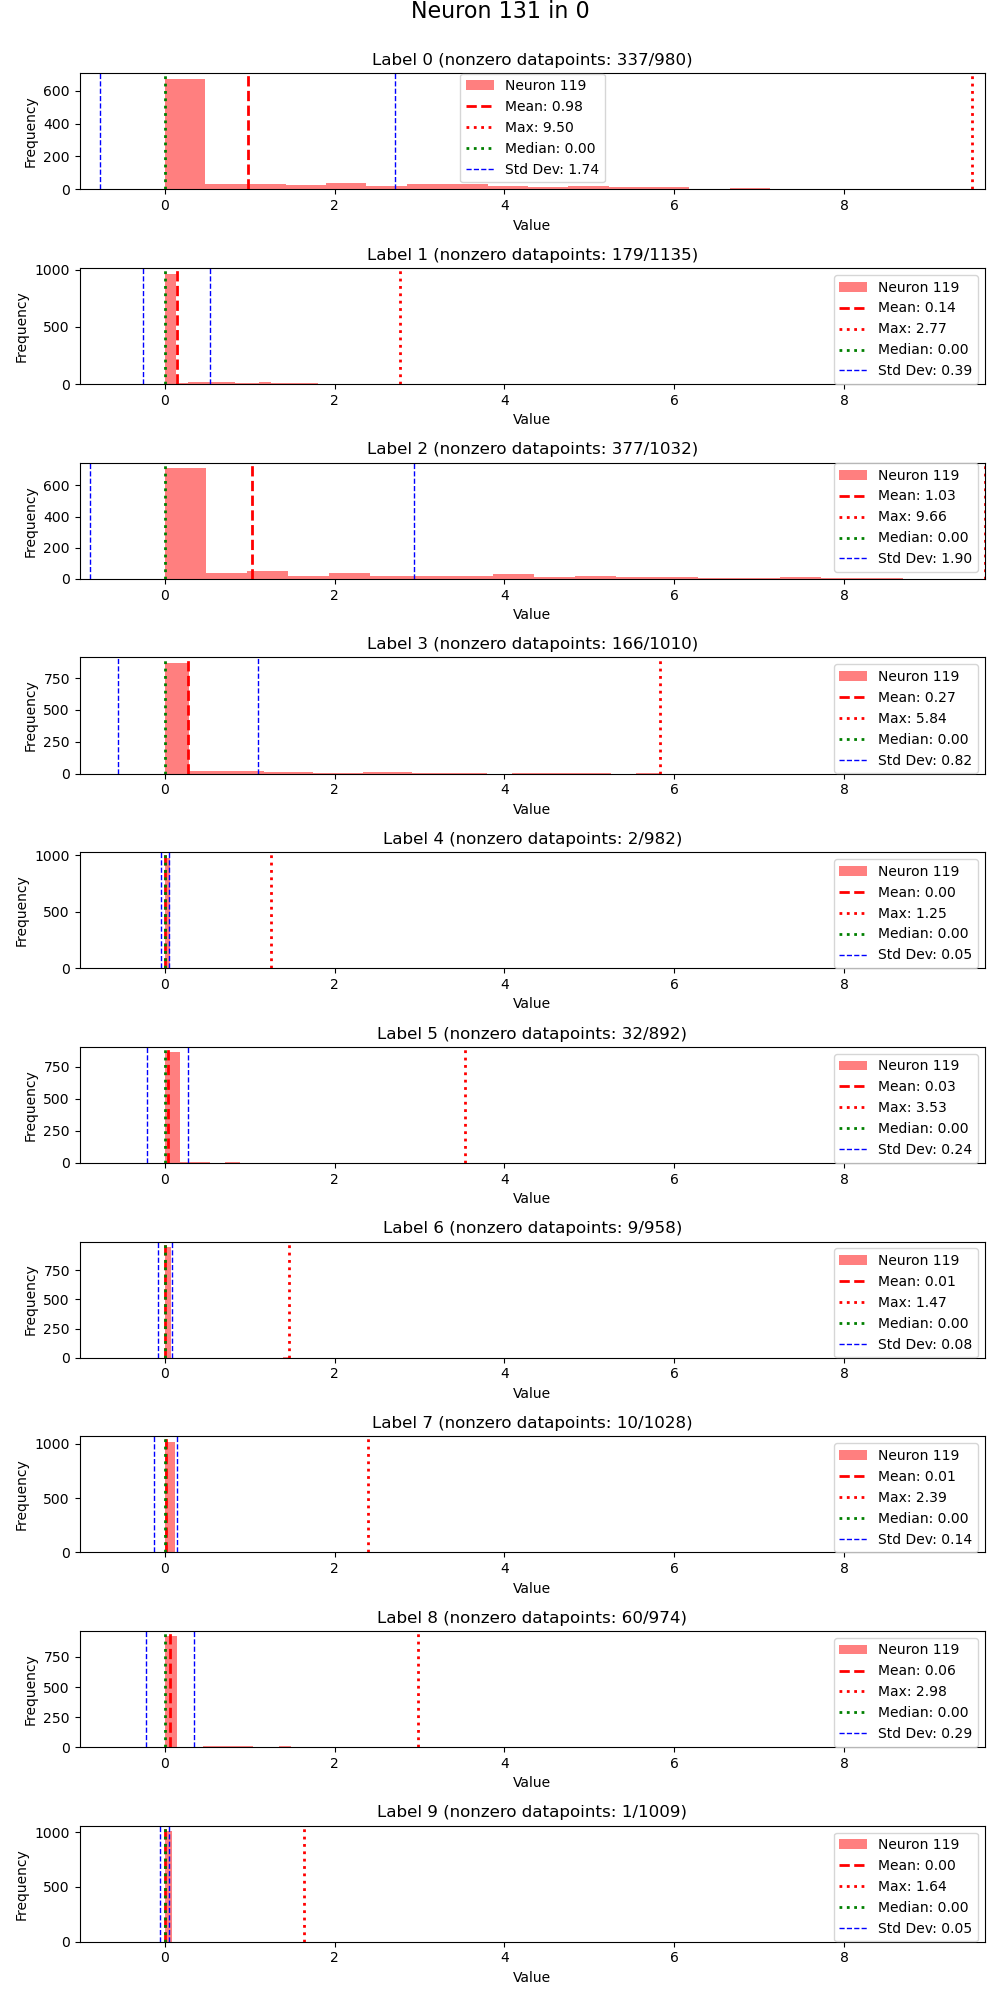 Neuron 131 in 0
Label 0 (nonzero datapoints: 337/980)
Frequency
600
400
200
0
Neuron 119
Mean: 0.98
Max: 9.50
Median: 0.00
Std Dev: 1.74
0 2 4 6 8
Value
Label 1 (nonzero datapoints: 179/1135)
Frequency
1000
500
0
Neuron 119
Mean: 0.14
Max: 2.77
Median: 0.00
Std Dev: 0.39
0 2 4 6 8
Value
Label 2 (nonzero datapoints: 377/1032)
Frequency
600
400
200
0
Neuron 119
Mean: 1.03
Max: 9.66
Median: 0.00
Std Dev: 1.90
0 2 4 6 8
Value
Label 3 (nonzero datapoints: 166/1010)
Frequency
750
500
250
0
Neuron 119
Mean: 0.27
Max: 5.84
Median: 0.00
Std Dev: 0.82
0 2 4 6 8
Value
Label 4 (nonzero datapoints: 2/982)
Frequency
1000
500
0
Neuron 119
Mean: 0.00
Max: 1.25
Median: 0.00
Std Dev: 0.05
0 2 4 6 8
Value
Label 5 (nonzero datapoints: 32/892)
Frequency
750
500
250
0
Neuron 119
Mean: 0.03
Max: 3.53
Median: 0.00
Std Dev: 0.24
0 2 4 6 8
Value
Label 6 (nonzero datapoints: 9/958)
Frequency
750
500
250
0
Neuron 119
Mean: 0.01
Max: 1.47
Median: 0.00
Std Dev: 0.08
0 2 4 6 8
Value
Label 7 (nonzero datapoints: 10/1028)
Frequency
1000
500
0
Neuron 119
Mean: 0.01
Max: 2.39
Median: 0.00
Std Dev: 0.14
0 2 4 6 8
Value
Label 8 (nonzero datapoints: 60/974)
Frequency
750
500
250
0
Neuron 119
Mean: 0.06
Max: 2.98
Median: 0.00
Std Dev: 0.29
0 2 4 6 8
Value
Label 9 (nonzero datapoints: 1/1009)
Frequency
1000
500
0
Neuron 119
Mean: 0.00
Max: 1.64
Median: 0.00
Std Dev: 0.05
0 2 4 6 8
Value